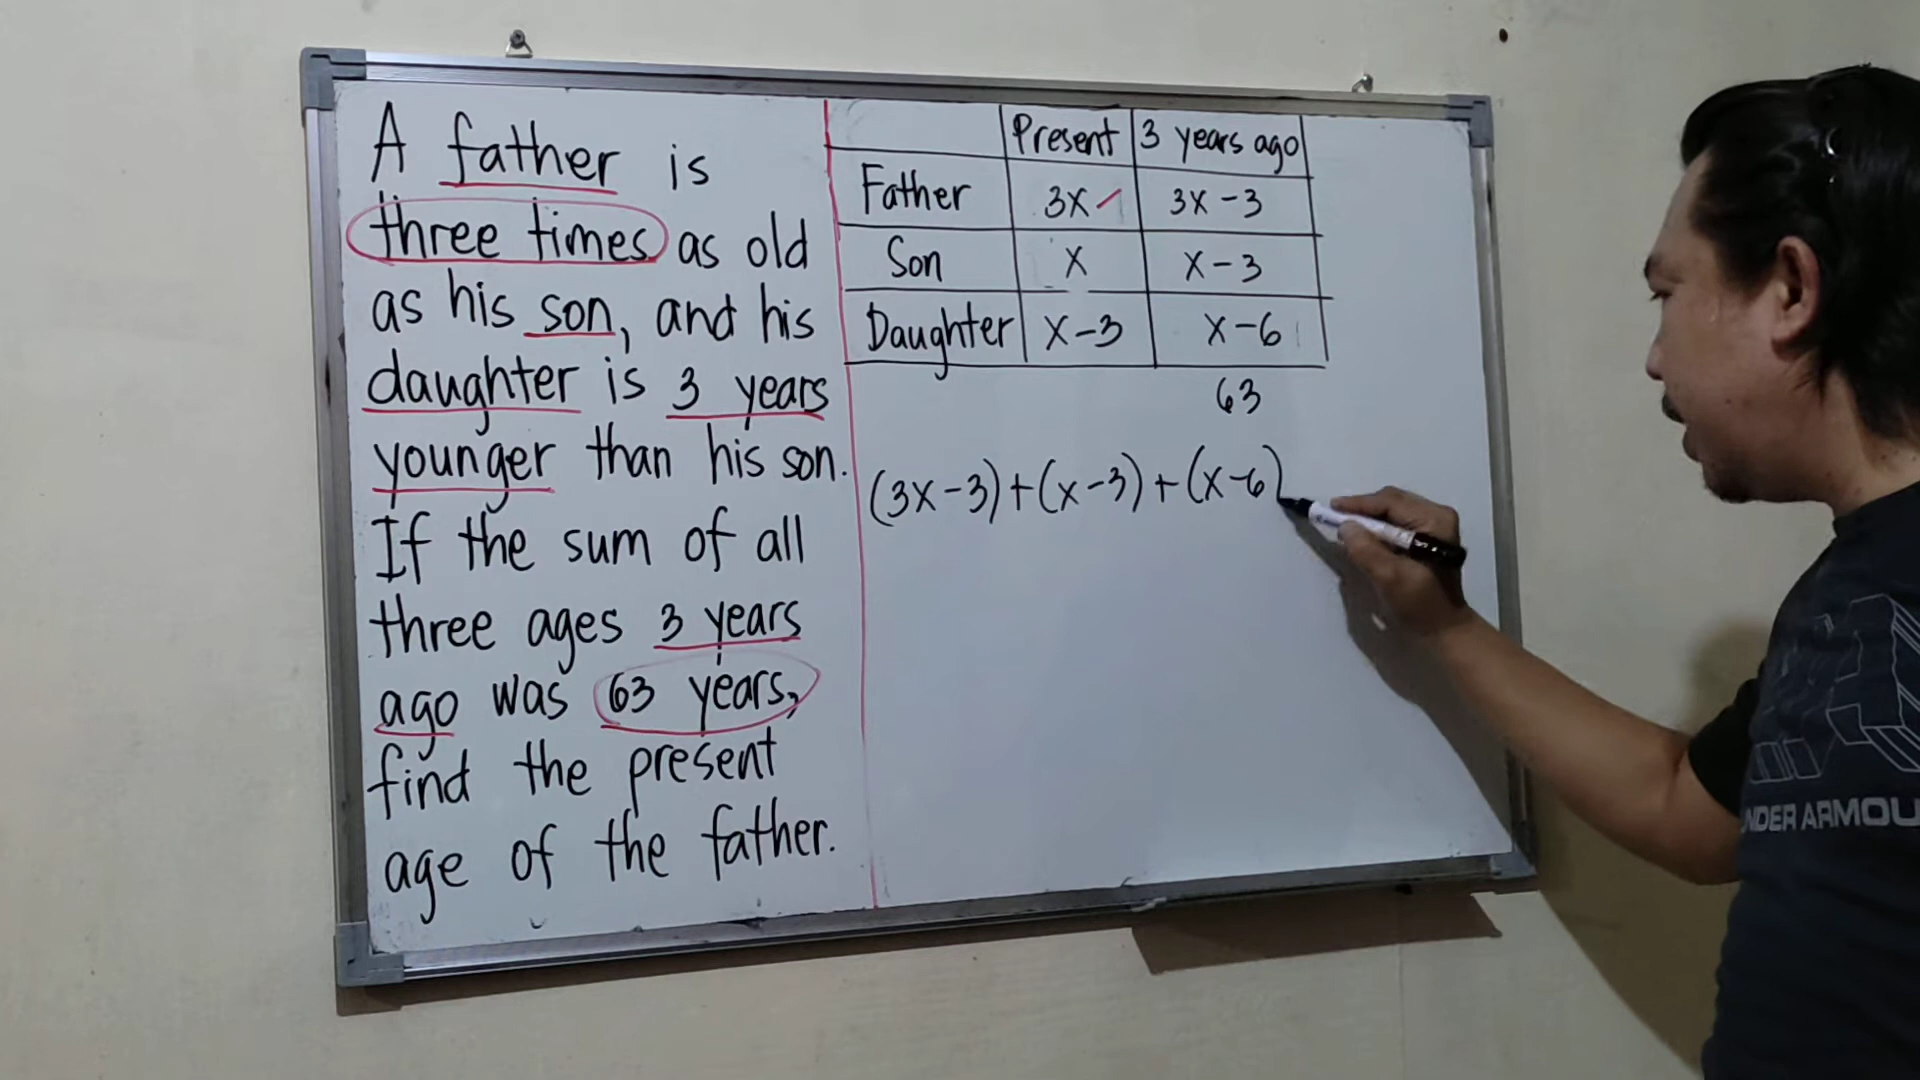 A father is
three times as old
as his son, and his
daughter is 3 years
younger than his son.
If the sum of all
three ages 3 years
ago was 63 years,
find the present
age of the father.
Present 3 years ago
Father 3x 3x - 3
Son x x - 3
Daughter x - 3 x - 6
63
(3x - 3) + (x - 3) + (x - 6)
UNDER ARMOU